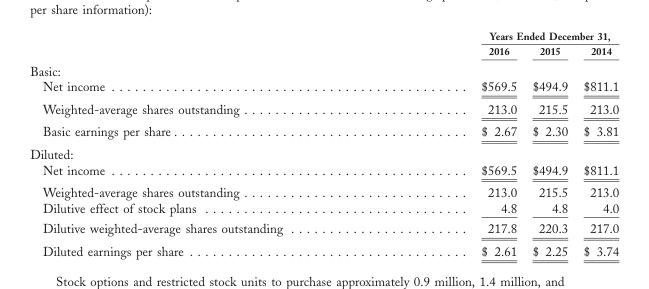 per share information):
Years Ended December 31,
2016 2015 2014
Basic:
Net income . . . . . . . . . . . . . . . . . . . . . . . . . . . . . . . . . . . . . . . . . . . . . . $569.5 $494.9 $811.1
Weighted-average shares outstanding . . . . . . . . . . . . . . . . . . . . . . . . . . . . 213.0 215.5 213.0
Basic earnings per share . . . . . . . . . . . . . . . . . . . . . . . . . . . . . . . . . . . . . $ 2.67 $ 2.30 $ 3.81
Diluted:
Net income . . . . . . . . . . . . . . . . . . . . . . . . . . . . . . . . . . . . . . . . . . . . . . $569.5 $494.9 $811.1
Weighted-average shares outstanding . . . . . . . . . . . . . . . . . . . . . . . . . . . . 213.0 215.5 213.0
Dilutive effect of stock plans . . . . . . . . . . . . . . . . . . . . . . . . . . . . . . . . . 4.8 4.8 4.0
Dilutive weighted-average shares outstanding . . . . . . . . . . . . . . . . . . . . . . 217.8 220.3 217.0
Diluted earnings per share . . . . . . . . . . . . . . . . . . . . . . . . . . . . . . . . . . . $ 2.61 $ 2.25 $ 3.74
Stock options and restricted stock units to purchase approximately 0.9 million, 1.4 million, and